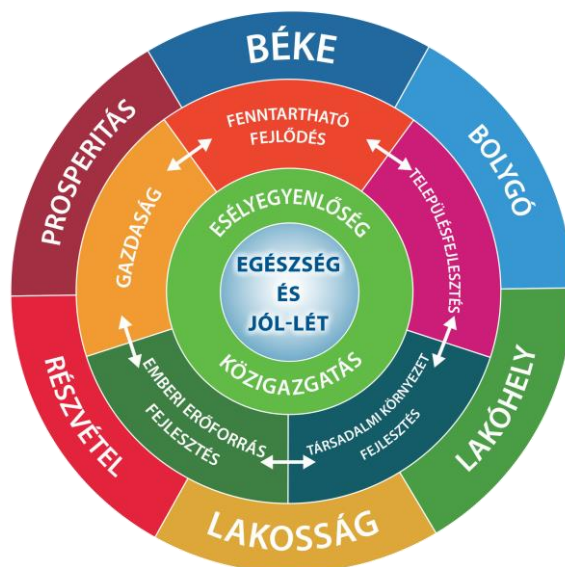 BÉKE
BOLYGÓ
LAKÓHELY
LAKOSSÁG
RÉSZVÉTEL
PROSPERITÁS
FENNTARTHATÓ
FEJLŐDÉS
TELEPÜLÉSFEJLESZTÉS
TÁRSADALMI KÖRNYEZET
FEJLESZTÉS
EMBERI ERŐFORRÁS
FEJLESZTÉS
GAZDASÁG
ESÉLYEGYENLŐSÉG
EGÉSZSÉG
ÉS
JÓL-LÉT
KÖZIGAZGATÁS